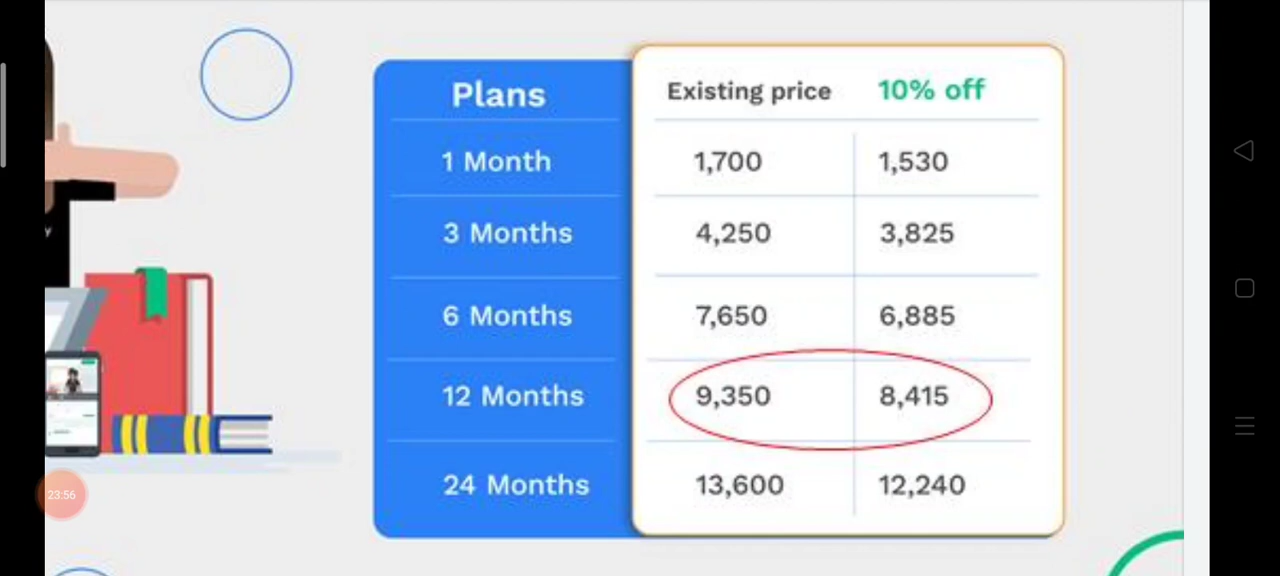 Plans Existing price 10% off
1 Month 1,700 1,530
3 Months 4,250 3,825
6 Months 7,650 6,885
12 Months 9,350 8,415
24 Months 13,600 12,240
y
23:56